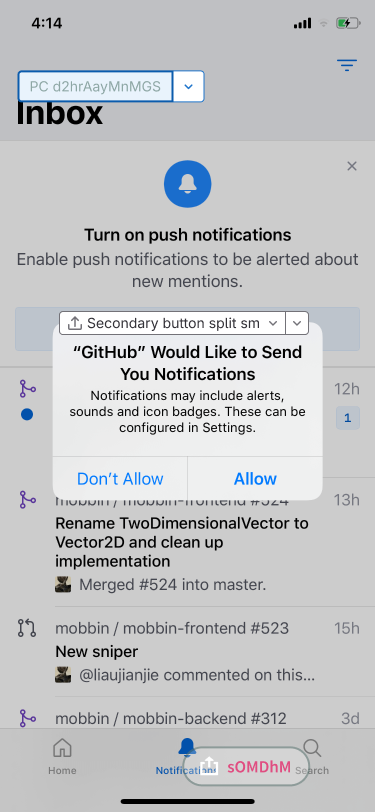 4:14
PC d2hrAayMnMGS
Inbox
Turn on push notifications
Enable push notifications to be alerted about
new mentions.
Secondary button split sm
“GitHub” Would Like to Send
You Notifications
Notifications may include alerts,
sounds and icon badges. These can be
configured in Settings.
Don’t Allow
Allow
12h
1
mobbin / mobbin-frontend #524
13h
Rename TwoDimensionalVector to
Vector2D and clean up
implementation
Merged #524 into master.
mobbin / mobbin-frontend #523
15h
New sniper
@liaujianjie commented on this...
mobbin / mobbin-backend #312
3d
Home
Notifications
sOMDhM
Search